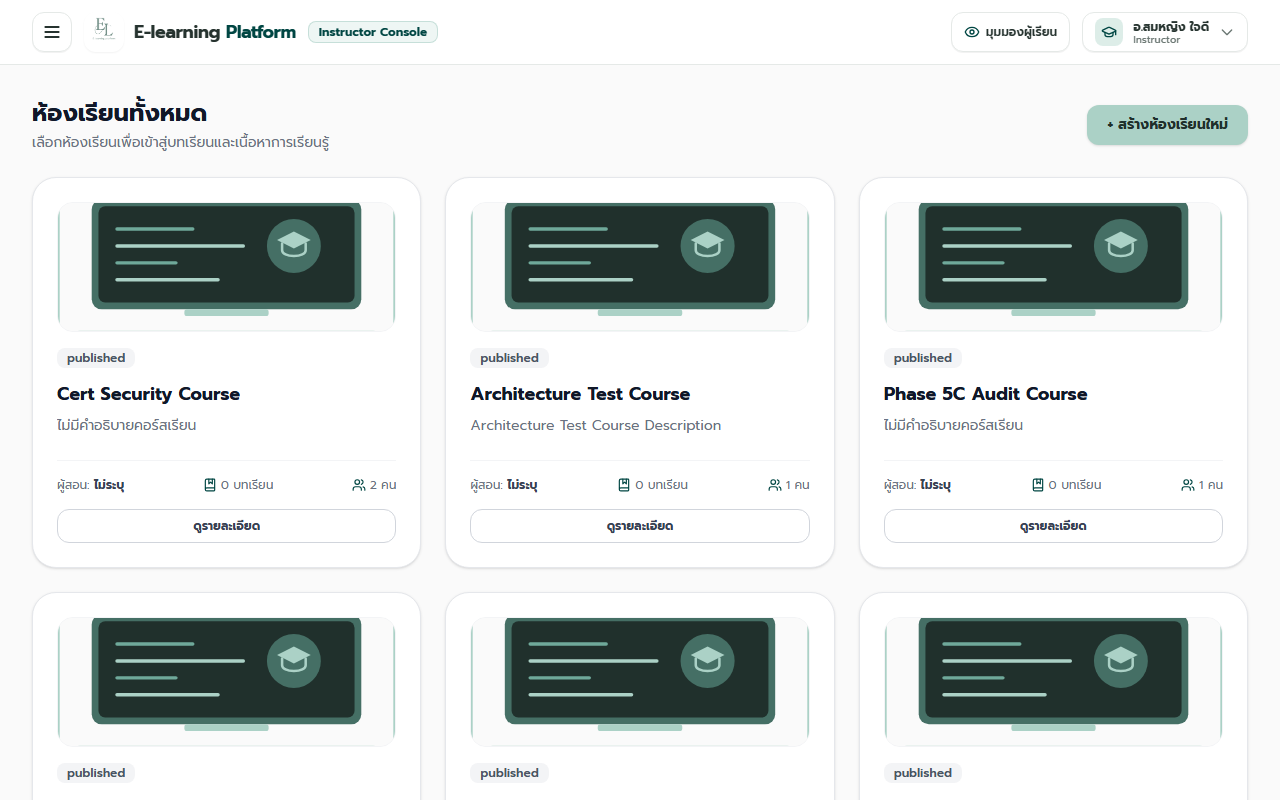 EL
E-learning Platform
Instructor Console
มุมมองผู้เรียน
อ.สมหญิง ใจดี
Instructor
ห้องเรียนทั้งหมด
เลือกห้องเรียนเพื่อเข้าสู่บทเรียนและเนื้อหาการเรียนรู้
+ สร้างห้องเรียนใหม่
published
Cert Security Course
ไม่มีคำอธิบายคอร์สเรียน
ผู้สอน: ไม่ระบุ
0 บทเรียน
2 คน
ดูรายละเอียด
published
Architecture Test Course
Architecture Test Course Description
ผู้สอน: ไม่ระบุ
0 บทเรียน
1 คน
ดูรายละเอียด
published
Phase 5C Audit Course
ไม่มีคำอธิบายคอร์สเรียน
ผู้สอน: ไม่ระบุ
0 บทเรียน
1 คน
ดูรายละเอียด
published
published
published